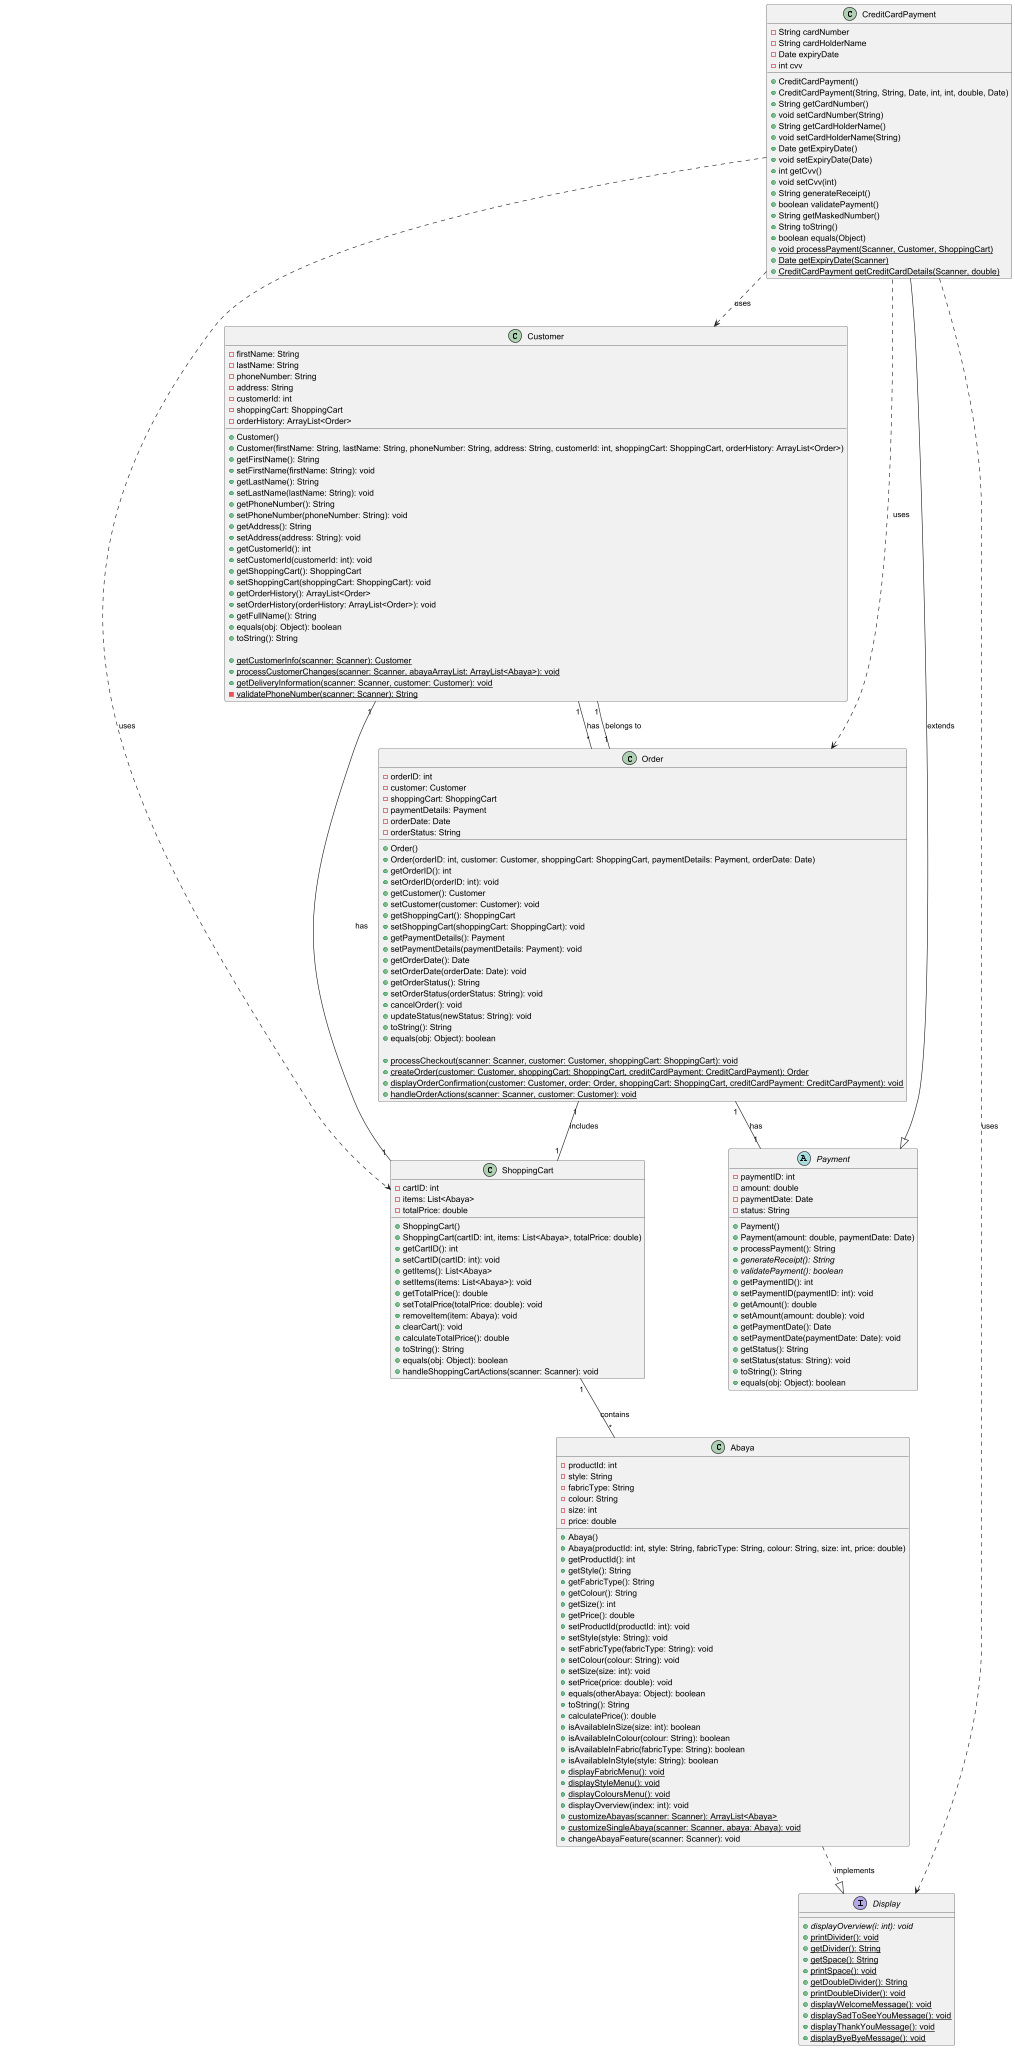 C CreditCardPayment
String cardNumber
String cardHolderName
Date expiryDate
int cvv
CreditCardPayment()
CreditCardPayment(String, String, Date, int, int, double, Date)
String getCardNumber()
void setCardNumber(String)
String getCardHolderName()
void setCardHolderName(String)
Date getExpiryDate()
void setExpiryDate(Date)
int getCvv()
void setCvv(int)
String generateReceipt()
boolean validatePayment()
String getMaskedNumber()
String toString()
boolean equals(Object)
void processPayment(Scanner, Customer, ShoppingCart)
Date getExpiryDate(Scanner)
CreditCardPayment getCreditCardDetails(Scanner, double)
uses
C Customer
firstName: String
lastName: String
phoneNumber: String
address: String
customerId: int
shoppingCart: ShoppingCart
orderHistory: ArrayList<Order>
Customer()
Customer(firstName: String, lastName: String, phoneNumber: String, address: String, customerId: int, shoppingCart: ShoppingCart, orderHistory: ArrayList<Order>)
getFirstName(): String
setFirstName(firstName: String): void
getLastName(): String
setLastName(lastName: String): void
getPhoneNumber(): String
setPhoneNumber(phoneNumber: String): void
getAddress(): String
setAddress(address: String): void
getCustomerId(): int
setCustomerId(customerId: int): void
getShoppingCart(): ShoppingCart
setShoppingCart(shoppingCart: ShoppingCart): void
getOrderHistory(): ArrayList<Order>
setOrderHistory(orderHistory: ArrayList<Order>): void
getFullName(): String
equals(obj: Object): boolean
toString(): String
getCustomerInfo(scanner: Scanner): Customer
processCustomerChanges(scanner: Scanner, abayaArrayList: ArrayList<Abaya>): void
getDeliveryInformation(scanner: Scanner, customer: Customer): void
validatePhoneNumber(scanner: Scanner): String
uses
1 1 1
uses has belongs to extends
* 1
C Order
orderID: int
customer: Customer
shoppingCart: ShoppingCart
paymentDetails: Payment
orderDate: Date
orderStatus: String
Order()
Order(orderID: int, customer: Customer, shoppingCart: ShoppingCart, paymentDetails: Payment, orderDate: Date)
getOrderID(): int
setOrderID(orderID: int): void
getCustomer(): Customer
setCustomer(customer: Customer): void
getShoppingCart(): ShoppingCart
setShoppingCart(shoppingCart: ShoppingCart): void
getPaymentDetails(): Payment
setPaymentDetails(paymentDetails: Payment): void
getOrderDate(): Date
setOrderDate(orderDate: Date): void
getOrderStatus(): String
setOrderStatus(orderStatus: String): void
cancelOrder(): void
updateStatus(newStatus: String): void
toString(): String
equals(obj: Object): boolean
processCheckout(scanner: Scanner, customer: Customer, shoppingCart: ShoppingCart): void
createOrder(customer: Customer, shoppingCart: ShoppingCart, creditCardPayment: CreditCardPayment): Order
displayOrderConfirmation(customer: Customer, order: Order, shoppingCart: ShoppingCart, creditCardPayment: CreditCardPayment): void
handleOrderActions(scanner: Scanner, customer: Customer): void
has
1 1
includes has uses
1 1 1
C ShoppingCart
cartID: int
items: List<Abaya>
totalPrice: double
ShoppingCart()
ShoppingCart(cartID: int, items: List<Abaya>, totalPrice: double)
getCartID(): int
setCartID(cartID: int): void
getItems(): List<Abaya>
setItems(items: List<Abaya>): void
getTotalPrice(): double
setTotalPrice(totalPrice: double): void
removeItem(item: Abaya): void
clearCart(): void
calculateTotalPrice(): double
toString(): String
equals(obj: Object): boolean
handleShoppingCartActions(scanner: Scanner): void
A Payment
paymentID: int
amount: double
paymentDate: Date
status: String
Payment()
Payment(amount: double, paymentDate: Date)
processPayment(): String
generateReceipt(): String
validatePayment(): boolean
getPaymentID(): int
setPaymentID(paymentID: int): void
getAmount(): double
setAmount(amount: double): void
getPaymentDate(): Date
setPaymentDate(paymentDate: Date): void
getStatus(): String
setStatus(status: String): void
toString(): String
equals(obj: Object): boolean
1
contains
*
C Abaya
productId: int
style: String
fabricType: String
colour: String
size: int
price: double
Abaya()
Abaya(productId: int, style: String, fabricType: String, colour: String, size: int, price: double)
getProductId(): int
getStyle(): String
getFabricType(): String
getColour(): String
getSize(): int
getPrice(): double
setProductId(productId: int): void
setStyle(style: String): void
setFabricType(fabricType: String): void
setColour(colour: String): void
setSize(size: int): void
setPrice(price: double): void
equals(otherAbaya: Object): boolean
toString(): String
calculatePrice(): double
isAvailableInSize(size: int): boolean
isAvailableInColour(colour: String): boolean
isAvailableInFabric(fabricType: String): boolean
isAvailableInStyle(style: String): boolean
displayFabricMenu(): void
displayStyleMenu(): void
displayColoursMenu(): void
displayOverview(index: int): void
customizeAbayas(scanner: Scanner): ArrayList<Abaya>
customizeSingleAbaya(scanner: Scanner, abaya: Abaya): void
changeAbayaFeature(scanner: Scanner): void
implements
I Display
displayOverview(i: int): void
printDivider(): void
getDivider(): String
getSpace(): String
printSpace(): void
getDoubleDivider(): String
printDoubleDivider(): void
displayWelcomeMessage(): void
displaySadToSeeYouMessage(): void
displayThankYouMessage(): void
displayByeByeMessage(): void